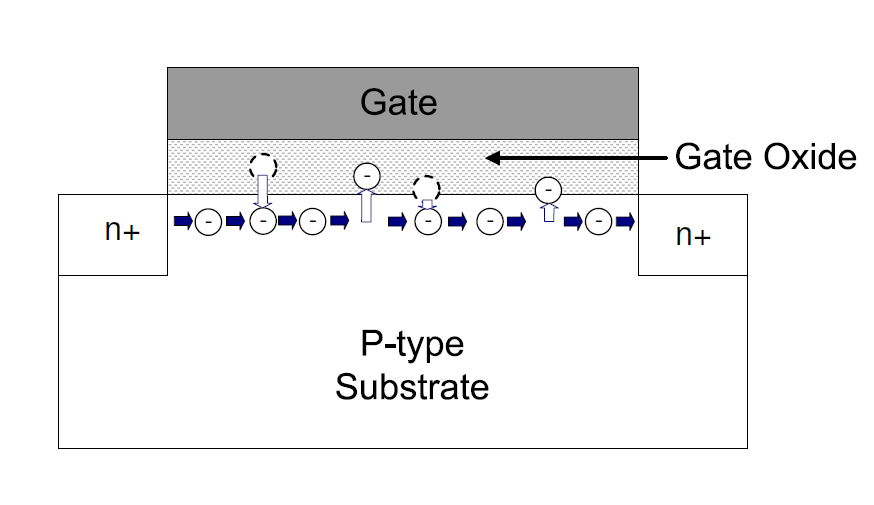 Gate
Gate Oxide
n+
-
-
-
-
-
-
-
-
n+
P-type
Substrate